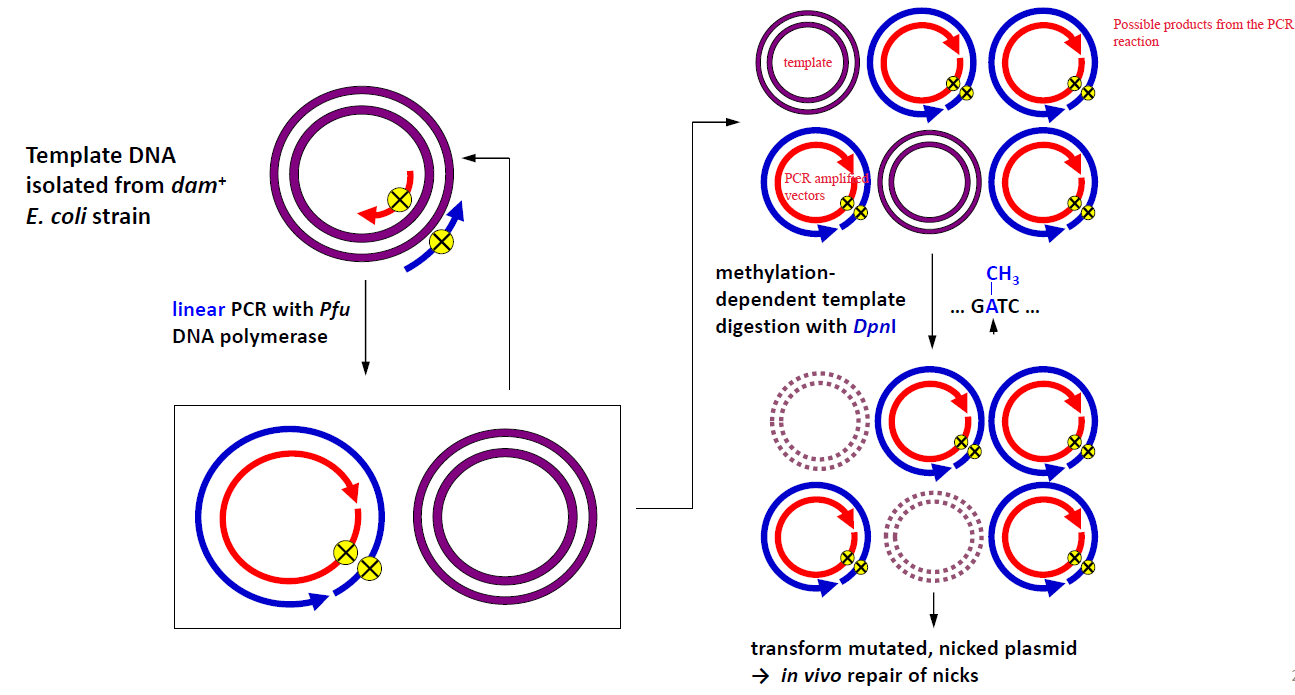 Template DNA
isolated from dam+
E. coli strain
linear PCR with Pfu
DNA polymerase
Possible products from the PCR
reaction
template
PCR amplified
vectors
methylation-
dependent template
digestion with DpnI
CH3
... GATC ...
transform mutated, nicked plasmid
→ in vivo repair of nicks